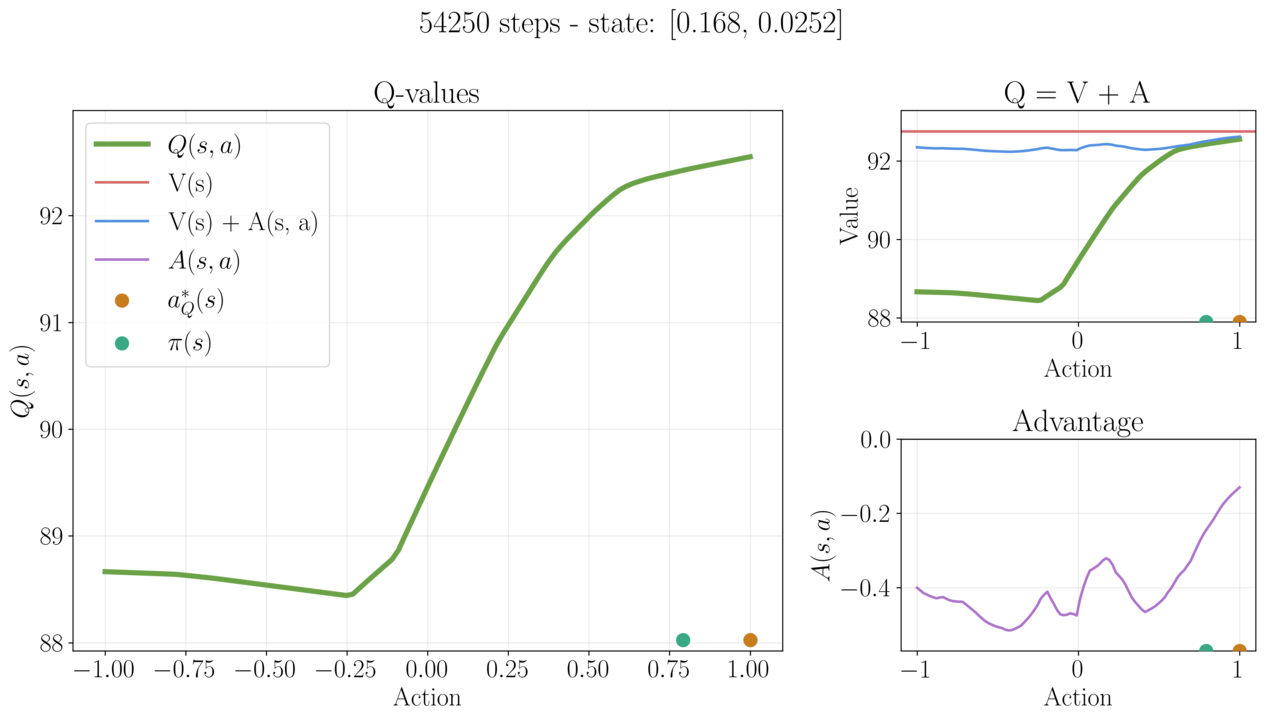 54250 steps - state: [0.168, 0.0252]
Q-values
Q(s, a)
V(s)
V(s) + A(s, a)
A(s, a)
a*Q(s)
π(s)
Q(s, a)
92
91
90
89
88
−1.00 −0.75 −0.50 −0.25 0.00 0.25 0.50 0.75 1.00
Action
Q = V + A
Value
92
90
88
−1 0 1
Action
Advantage
A(s, a)
0.0
−0.2
−0.4
−1 0 1
Action